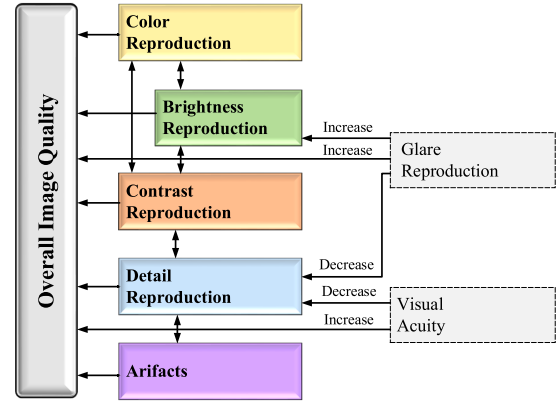 Overall Image Quality
Color
Reproduction
Brightness
Reproduction
Contrast
Reproduction
Detail
Reproduction
Arifacts
Increase
Increase
Glare
Reproduction
Decrease
Decrease
Increase
Visual
Acuity